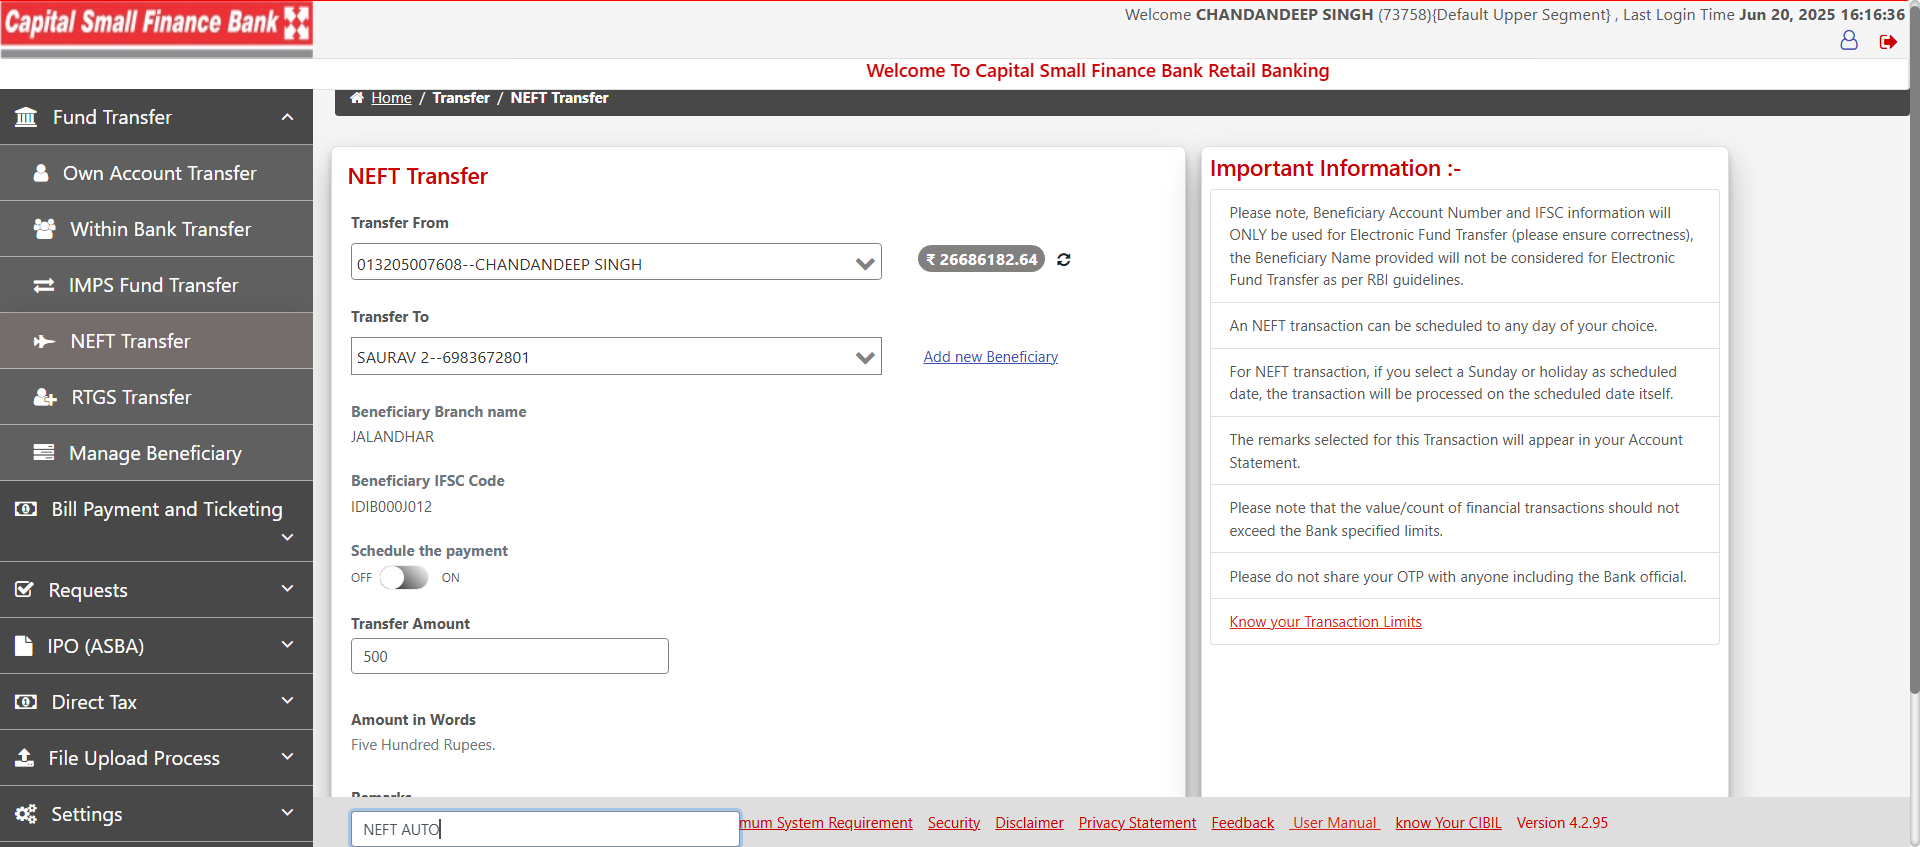 Capital Small Finance Bank
Welcome CHANDANDEEP SINGH (73758){Default Upper Segment} , Last Login Time Jun 20, 2025 16:16:36
Welcome To Capital Small Finance Bank Retail Banking
Home / Transfer / NEFT Transfer
Fund Transfer
Own Account Transfer
Within Bank Transfer
IMPS Fund Transfer
NEFT Transfer
RTGS Transfer
Manage Beneficiary
Bill Payment and Ticketing
Requests
IPO (ASBA)
Direct Tax
File Upload Process
Settings
NEFT Transfer
Transfer From
013205007608--CHANDANDEEP SINGH
₹ 26686182.64
Transfer To
SAURAV 2--6983672801
Add new Beneficiary
Beneficiary Branch name
JALANDHAR
Beneficiary IFSC Code
IDIB000J012
Schedule the payment
OFF ON
Transfer Amount
500
Amount in Words
Five Hundred Rupees.
Remarks
NEFT AUTO
Important Information :-
Please note, Beneficiary Account Number and IFSC information will
ONLY be used for Electronic Fund Transfer (please ensure correctness),
the Beneficiary Name provided will not be considered for Electronic
Fund Transfer as per RBI guidelines.
An NEFT transaction can be scheduled to any day of your choice.
For NEFT transaction, if you select a Sunday or holiday as scheduled
date, the transaction will be processed on the scheduled date itself.
The remarks selected for this Transaction will appear in your Account
Statement.
Please note that the value/count of financial transactions should not
exceed the Bank specified limits.
Please do not share your OTP with anyone including the Bank official.
Know your Transaction Limits
mum System Requirement Security Disclaimer Privacy Statement Feedback User Manual know Your CIBIL Version 4.2.95